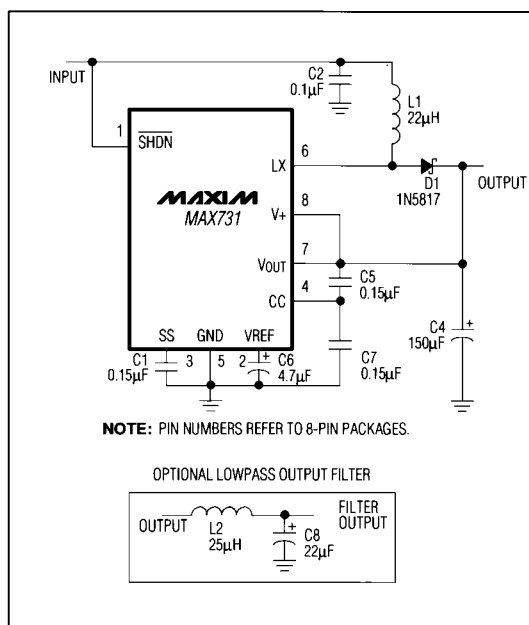 INPUT
C2
0.1µF
L1
22µH
1
SHDN
6
LX
D1
1N5817
OUTPUT
MAXIM
MAX731
8
V+
7
VOUT
C5
0.15µF
4
CC
C4
150µF
+
SS
GND
VREF
C1
0.15µF
3
5
2
+
C6
4.7µF
C7
0.15µF
NOTE: PIN NUMBERS REFER TO 8-PIN PACKAGES.
OPTIONAL LOWPASS OUTPUT FILTER
OUTPUT
L2
25µH
+
C8
22µF
FILTER
OUTPUT